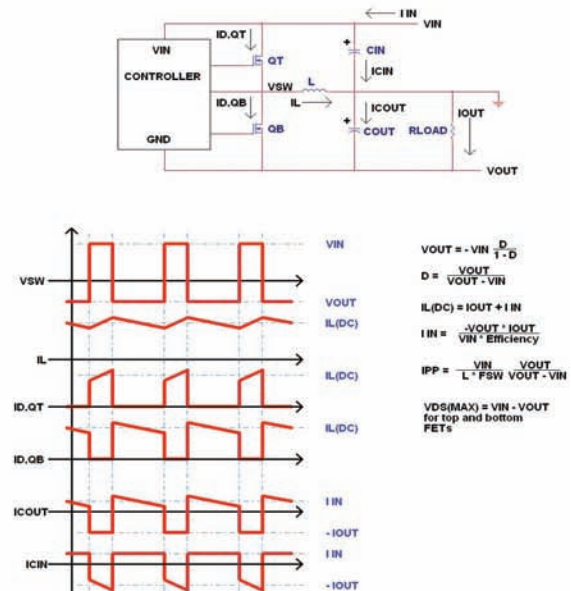 I IN
VIN
VIN
ID,QT
QT
CIN
CONTROLLER
ICIN
VSW
L
ID,QB
IL
ICOUT
IOUT
GND
QB
COUT
RLOAD
VOUT
VIN
VSW
VOUT
IL(DC)
IL
IL(DC)
ID,QT
IL(DC)
ID,QB
I IN
ICOUT
- IOUT
I IN
ICIN
- IOUT
VOUT = - VIN D / 1 - D
D = VOUT / VOUT - VIN
IL(DC) = IOUT + I IN
I IN = -VOUT * IOUT / VIN * Efficiency
IPP = VIN / L * FSW VOUT / VOUT - VIN
VDS(MAX) = VIN - VOUT
for top and bottom
FETs